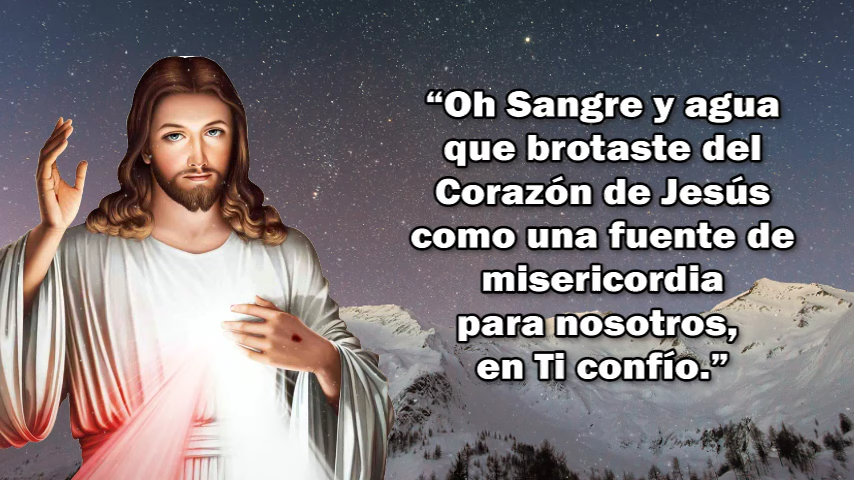 “Oh Sangre y agua
que brotaste del
Corazón de Jesús
como una fuente de
misericordia
para nosotros,
en Ti confío.”